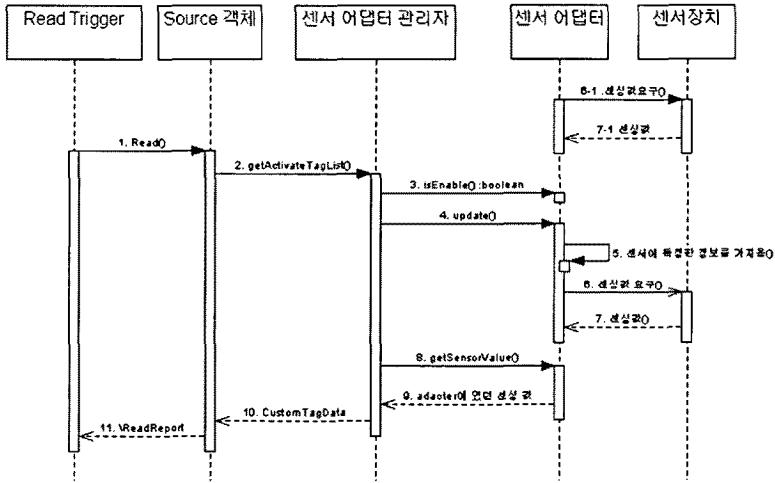 Read Trigger
Source 객체
센서 어댑터 관리자
센서 어댑터
센서장치
6-1 .센싱값요구()
7-1 센싱값
1. Read()
2. getActivateTagList()
3. isEnable() :boolean
4. update()
5. 센서에 특정한 정보를 가져옴()
6. 센싱값 요구()
7. 센싱값()
8. getSensorValue()
9. adapter에 있던 센싱 값
10. CustomTagData
11. \ReadReport